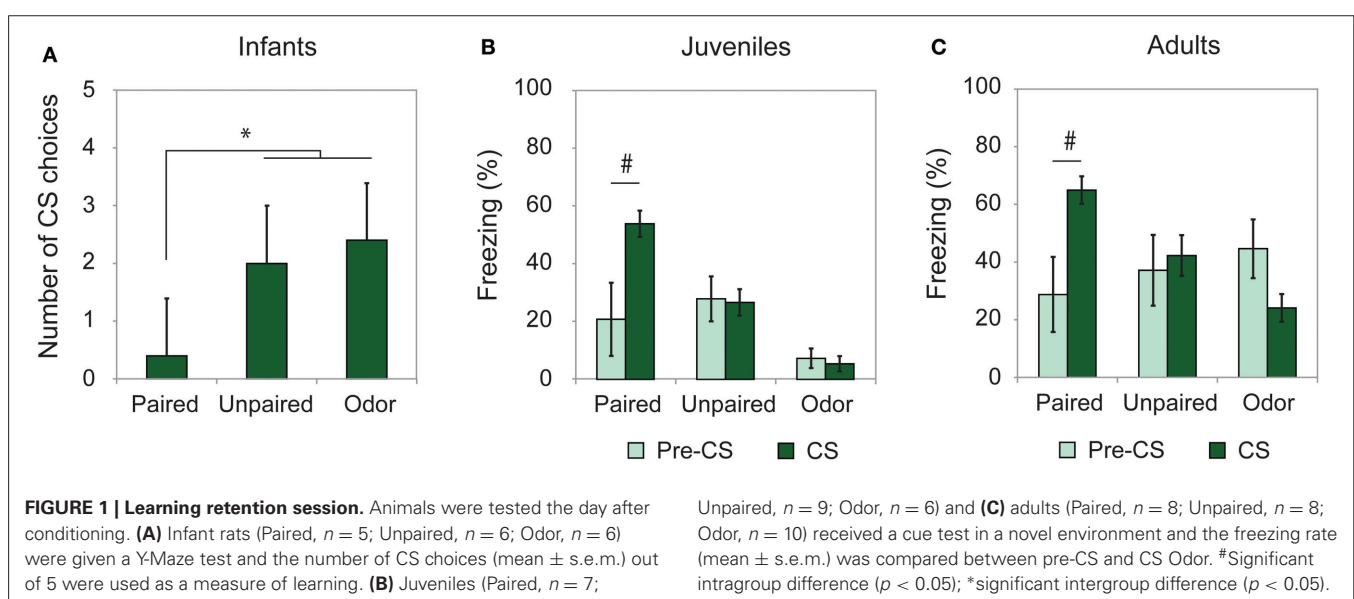 A
Infants
Number of CS choices
5
4
3
2
1
0
*
Paired
Unpaired
Odor
B
Juveniles
Freezing (%)
100
80
60
40
20
0
#
Paired
Unpaired
Odor
Pre-CS
CS
C
Adults
Freezing (%)
100
80
60
40
20
0
#
Paired
Unpaired
Odor
Pre-CS
CS
FIGURE 1 | Learning retention session. Animals were tested the day after
conditioning. (A) Infant rats (Paired, n = 5; Unpaired, n = 6; Odor, n = 6)
were given a Y-Maze test and the number of CS choices (mean ± s.e.m.) out
of 5 were used as a measure of learning. (B) Juveniles (Paired, n = 7;
Unpaired, n = 9; Odor, n = 6) and (C) adults (Paired, n = 8; Unpaired, n = 8;
Odor, n = 10) received a cue test in a novel environment and the freezing rate
(mean ± s.e.m.) was compared between pre-CS and CS Odor. #Significant
intragroup difference (p < 0.05); *significant intergroup difference (p < 0.05).